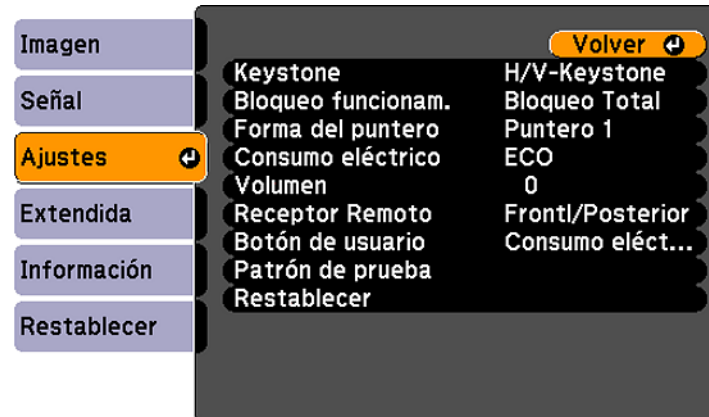 Imagen
Señal
Ajustes
Extendida
Información
Restablecer
Volver
Keystone H/V-Keystone
Bloqueo funcionam. Bloqueo Total
Forma del puntero Puntero 1
Consumo eléctrico ECO
Volumen 0
Receptor Remoto Frontl/Posterior
Botón de usuario Consumo eléct...
Patrón de prueba
Restablecer